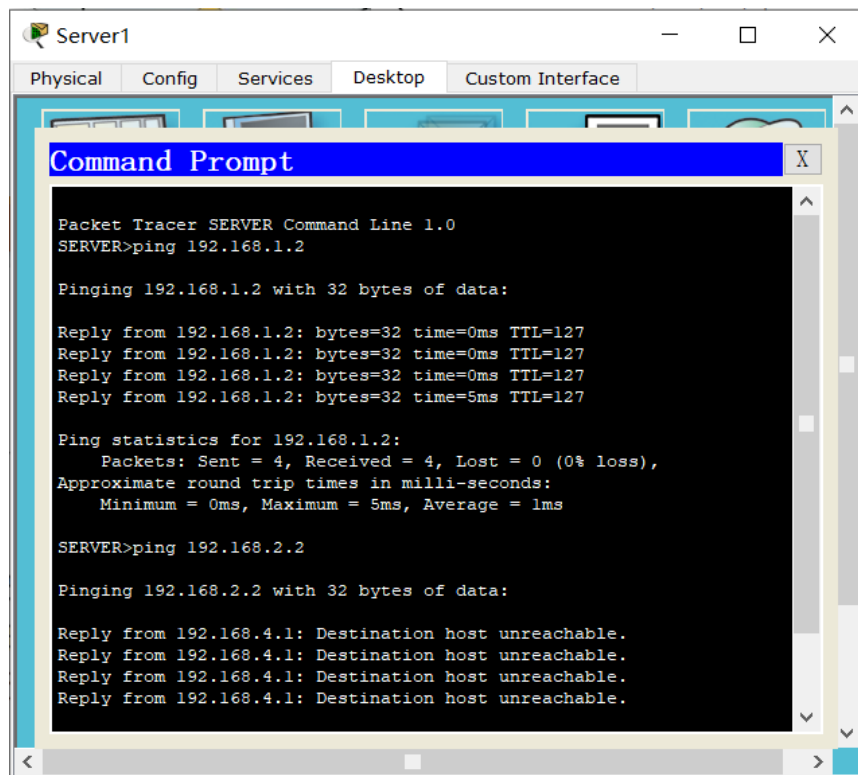 Server1
Physical Config Services Desktop Custom Interface
Command Prompt X
Packet Tracer SERVER Command Line 1.0
SERVER>ping 192.168.1.2
Pinging 192.168.1.2 with 32 bytes of data:
Reply from 192.168.1.2: bytes=32 time=0ms TTL=127
Reply from 192.168.1.2: bytes=32 time=0ms TTL=127
Reply from 192.168.1.2: bytes=32 time=0ms TTL=127
Reply from 192.168.1.2: bytes=32 time=5ms TTL=127
Ping statistics for 192.168.1.2:
Packets: Sent = 4, Received = 4, Lost = 0 (0% loss),
Approximate round trip times in milli-seconds:
Minimum = 0ms, Maximum = 5ms, Average = 1ms
SERVER>ping 192.168.2.2
Pinging 192.168.2.2 with 32 bytes of data:
Reply from 192.168.4.1: Destination host unreachable.
Reply from 192.168.4.1: Destination host unreachable.
Reply from 192.168.4.1: Destination host unreachable.
Reply from 192.168.4.1: Destination host unreachable.